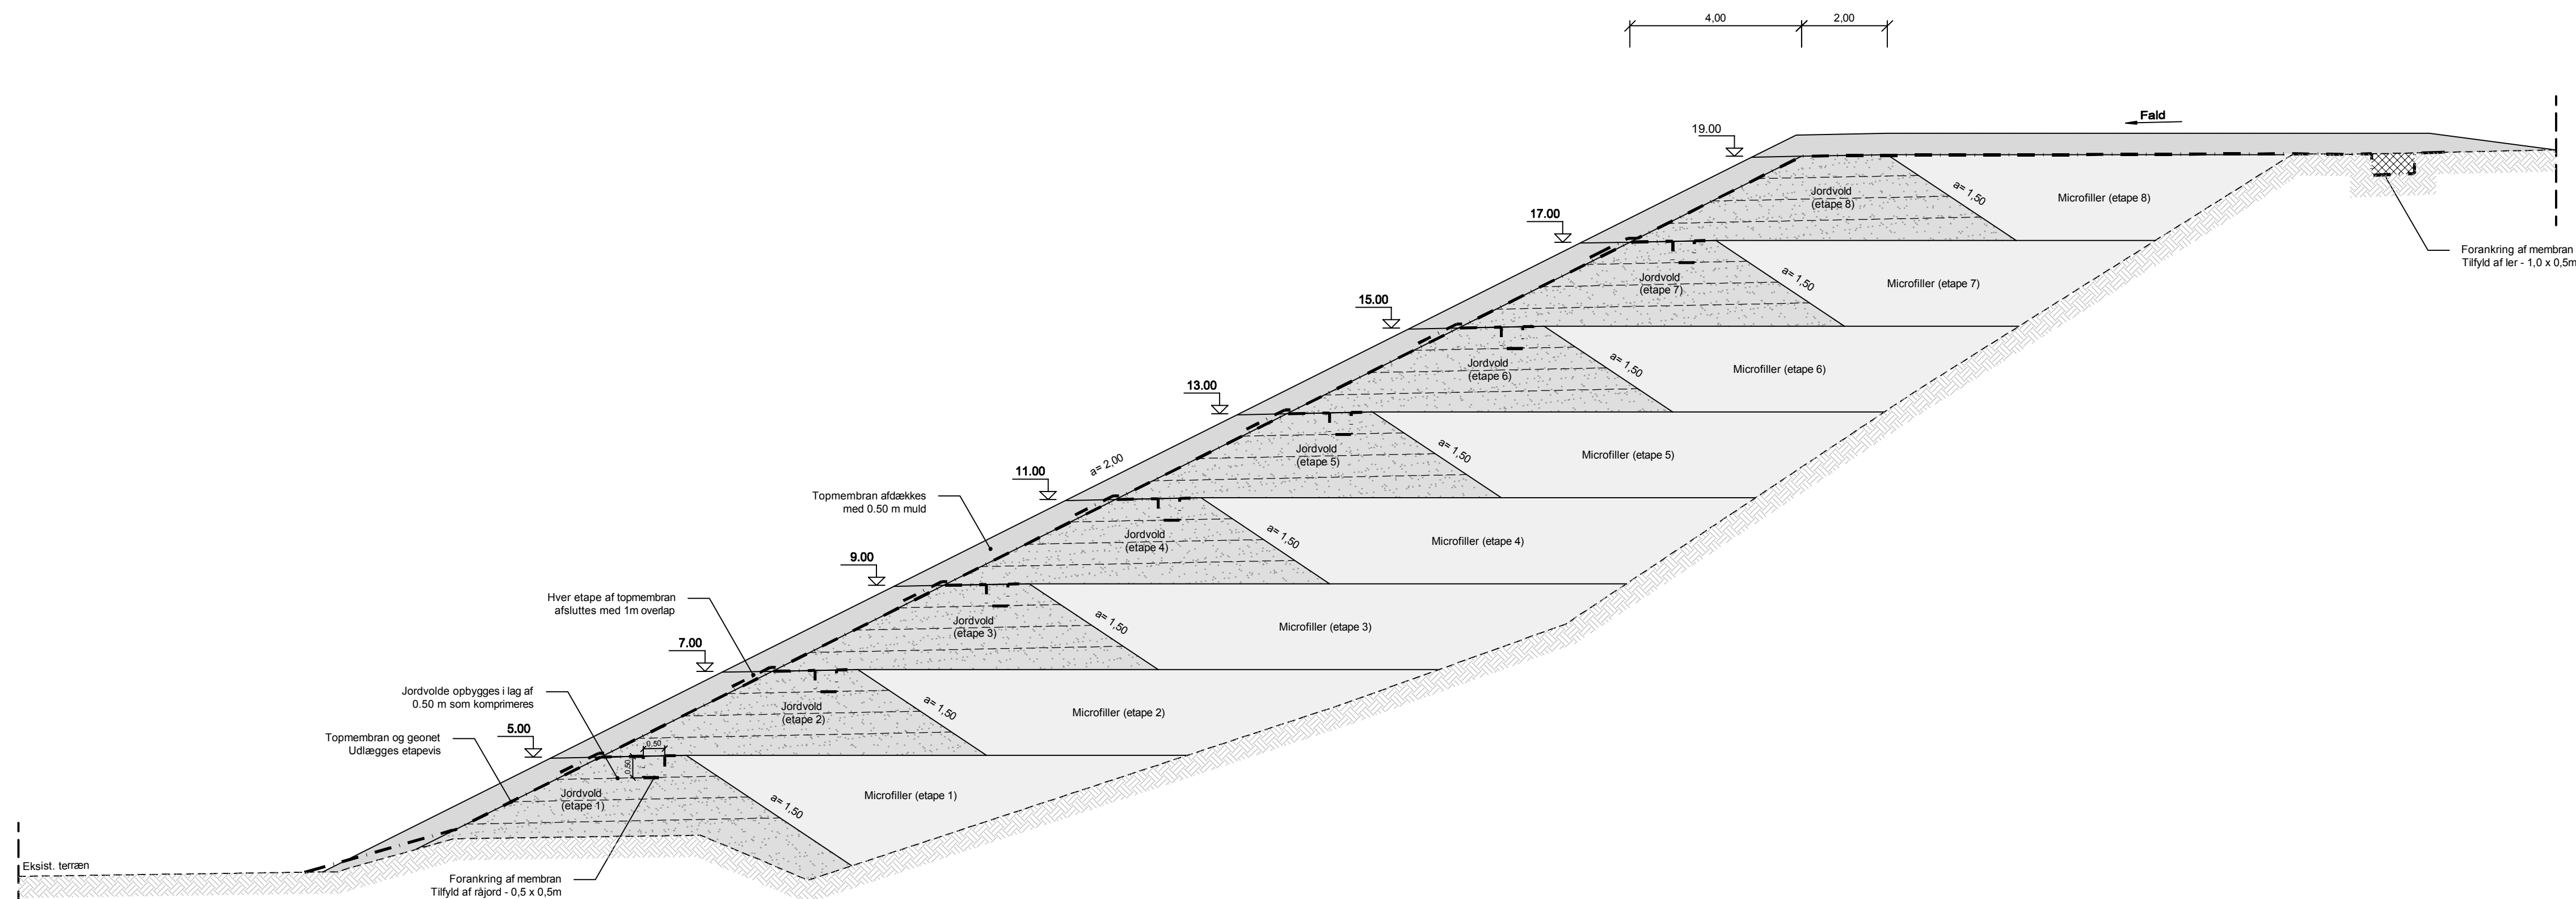 4,00
2,00
Fald
19.00
Jordvold
(etape 8)
a= 1,50
Microfiller (etape 8)
17.00
Forankring af membran
Tilfyld af ler - 1,0 x 0,5m
Jordvold
(etape 7)
a= 1,50
Microfiller (etape 7)
15.00
Jordvold
(etape 6)
a= 1,50
Microfiller (etape 6)
13.00
Jordvold
(etape 5)
a= 1,50
Microfiller (etape 5)
a= 2,00
11.00
Topmembran afdækkes
med 0.50 m muld
Jordvold
(etape 4)
a= 1,50
Microfiller (etape 4)
9.00
Hver etape af topmembran
afsluttes med 1m overlap
Jordvold
(etape 3)
a= 1,50
Microfiller (etape 3)
7.00
Jordvolde opbygges i lag af
0.50 m som komprimeres
Jordvold
(etape 2)
a= 1,50
Microfiller (etape 2)
5.00
Topmembran og geonet
Udlægges etapevis
0,50
0,50
Jordvold
(etape 1)
a= 1,50
Microfiller (etape 1)
Eksist. terræn
Forankring af membran
Tilfyld af råjord - 0,5 x 0,5m